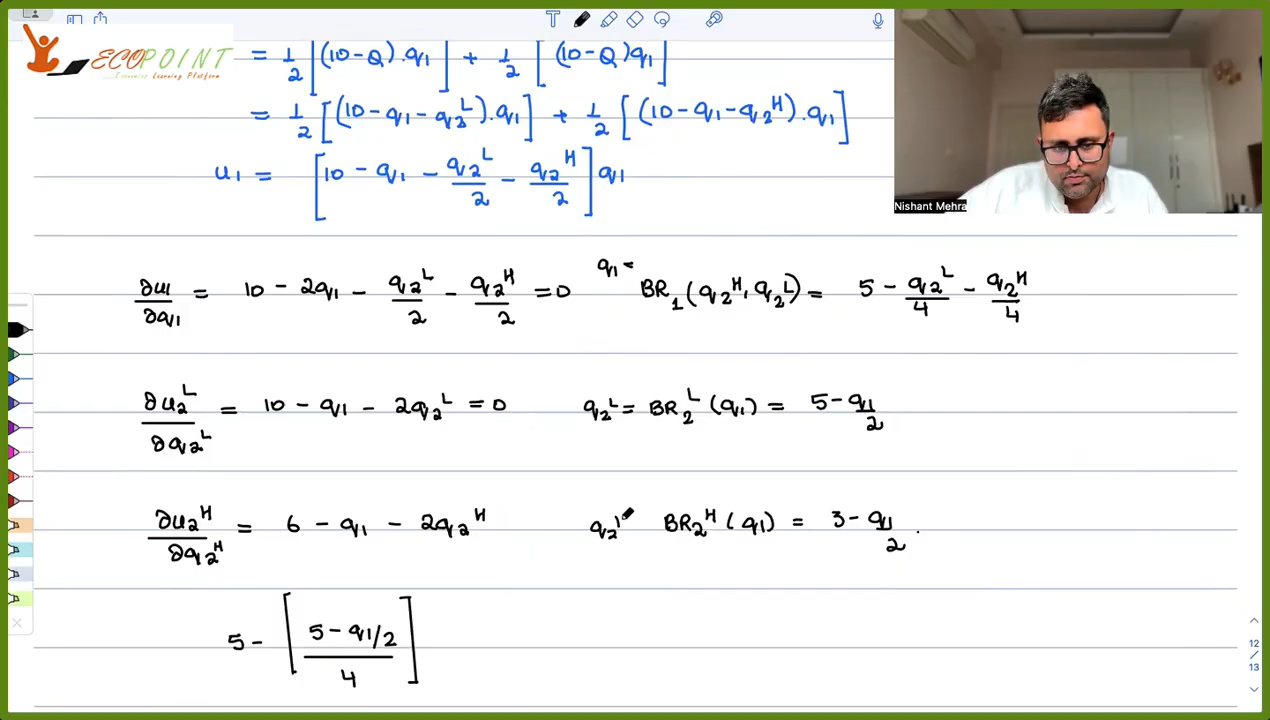 ECOPOINT
Economics Learning Platform
= 1/2 [(10-Q).q1] + 1/2 [(10-Q)q1]
= 1/2 [(10-q1-q2^L).q1] + 1/2 [(10-q1-q2^H).q1]
u1 = [10 - q1 - q2^L/2 - q2^H/2] q1
Nishant Mehra
∂u1/∂q1 = 10 - 2q1 - q2^L/2 - q2^H/2 = 0 q1 = BR1(q2^H, q2^L) = 5 - q2^L/4 - q2^H/4
∂u2^L/∂q2^L = 10 - q1 - 2q2^L = 0 q2^L = BR2^L (q1) = 5 - q1/2
∂u2^H/∂q2^H = 6 - q1 - 2q2^H q2^1 BR2^H (q1) = 3 - q1/2 .
5 - [5 - q1/2 / 4]
12
/
13